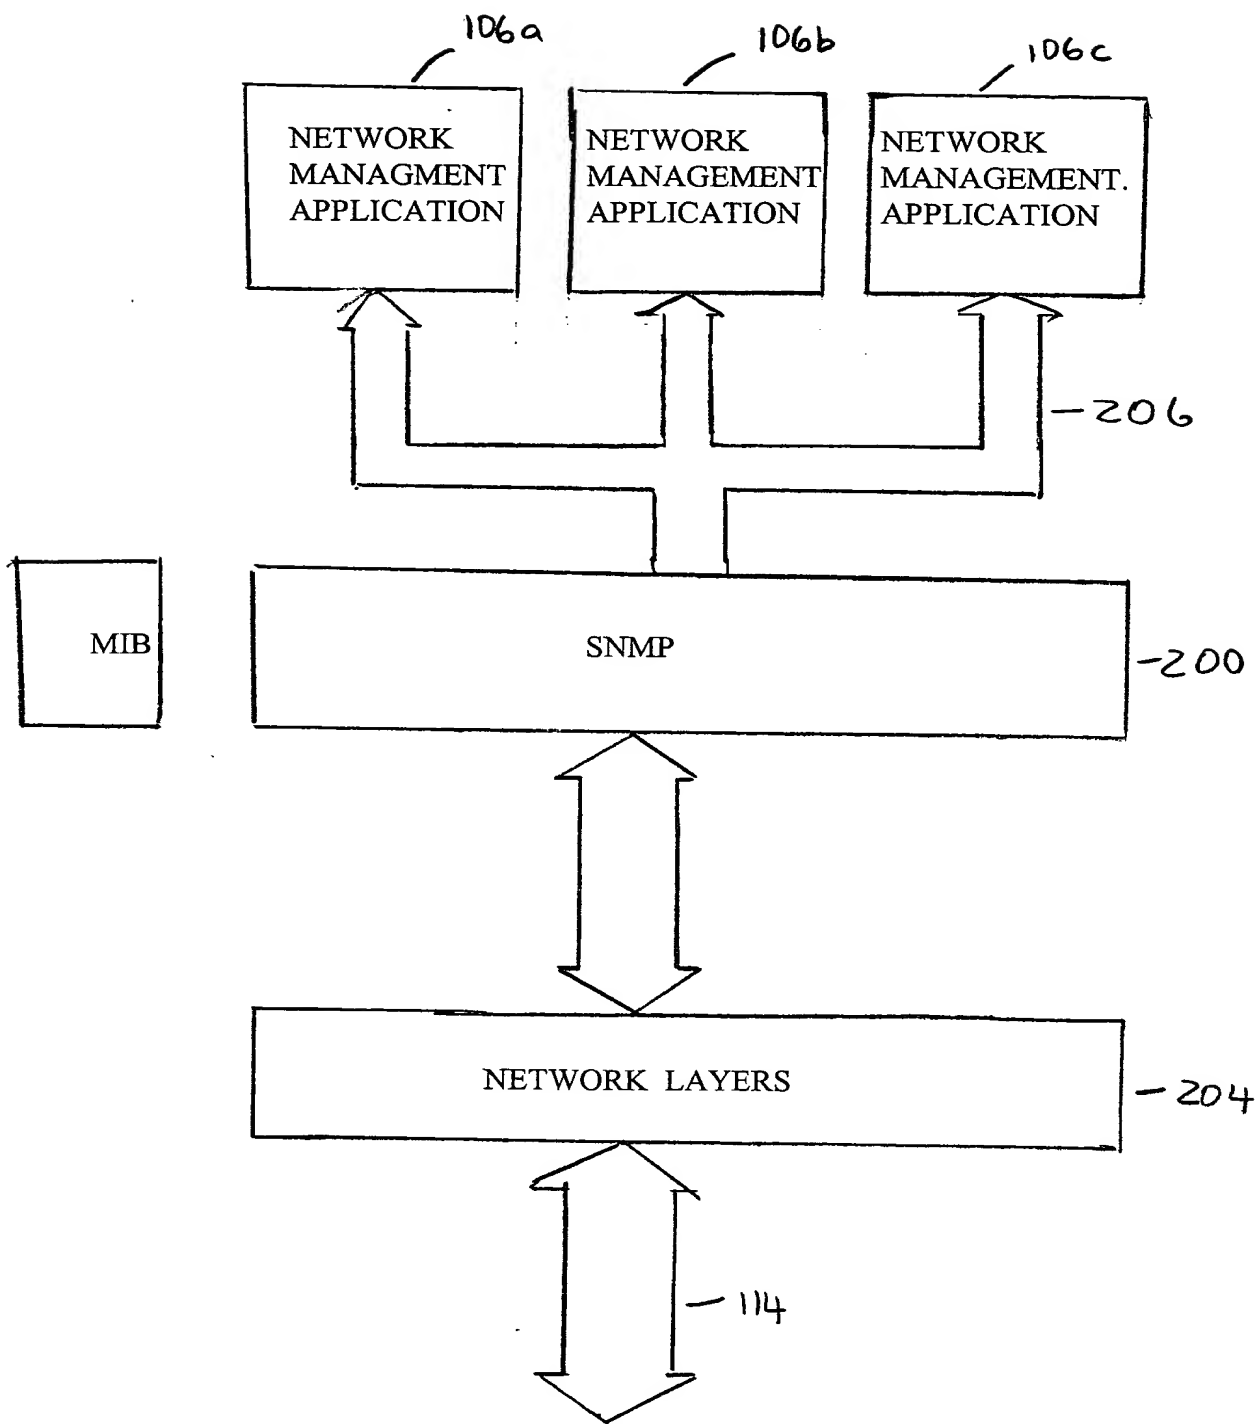 106a
106b
106c
NETWORK
MANAGMENT
APPLICATION
NETWORK
MANAGEMENT
APPLICATION
NETWORK
MANAGEMENT.
APPLICATION
206
MIB
SNMP
200
NETWORK LAYERS
204
114